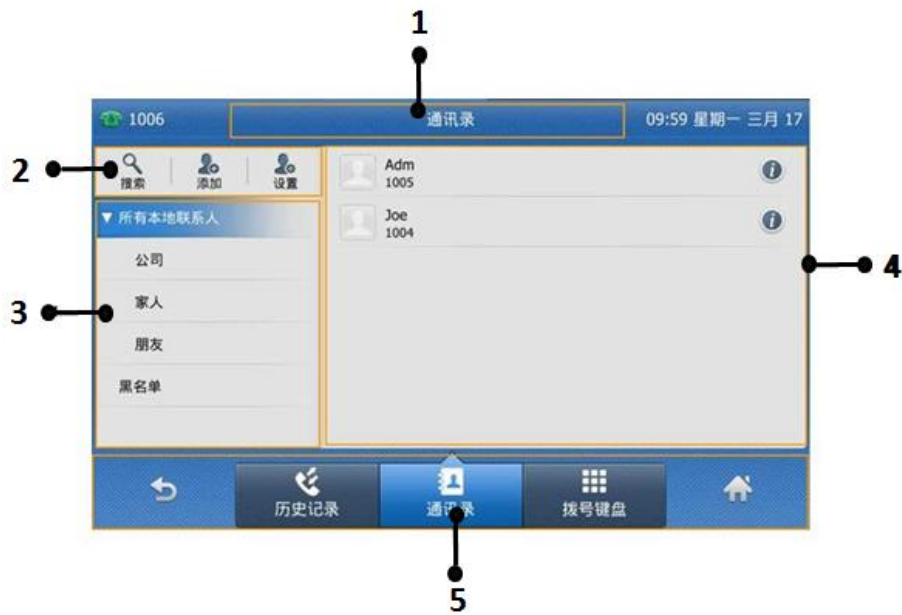 1
1006
通讯录
09:59 星期一 三月 17
2
搜索 添加 设置
Adm
1005
Joe
1004
所有本地联系人
公司
家人
朋友
黑名单
3
4
历史记录 通讯录 拨号键盘
5